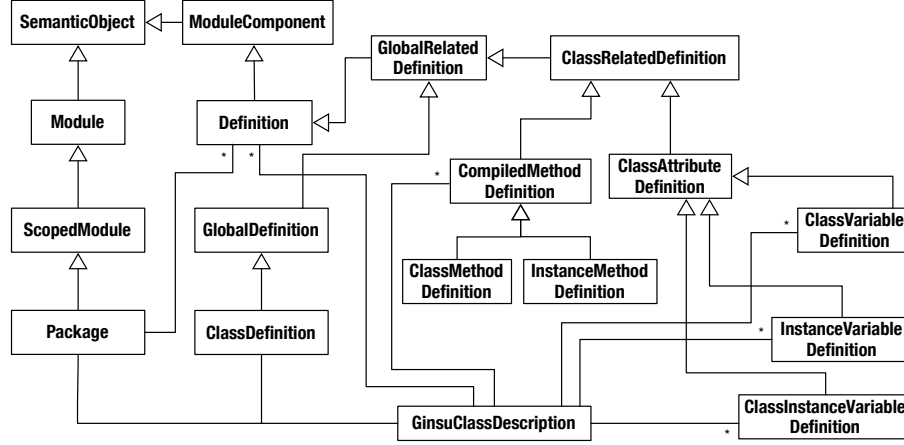 SemanticObject
ModuleComponent
GlobalRelated
Definition
ClassRelatedDefinition
Module
Definition
*
*
*
CompiledMethod
Definition
ClassAttribute
Definition
ScopedModule
GlobalDefinition
*
ClassVariable
Definition
ClassMethod
Definition
InstanceMethod
Definition
Package
ClassDefinition
*
InstanceVariable
Definition
GinsuClassDescription
*
ClassInstanceVariable
Definition